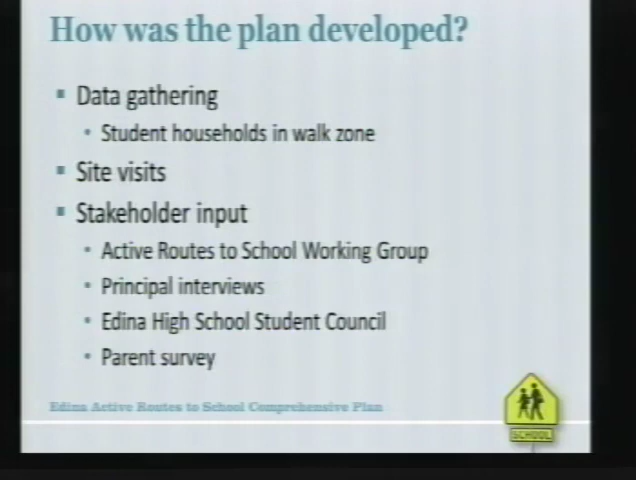 How was the plan developed?
Data gathering
Student households in walk zone
Site visits
Stakeholder input
Active Routes to School Working Group
Principal interviews
Edina High School Student Council
Parent survey
Edina Active Routes to School Comprehensive Plan
SCHOOL